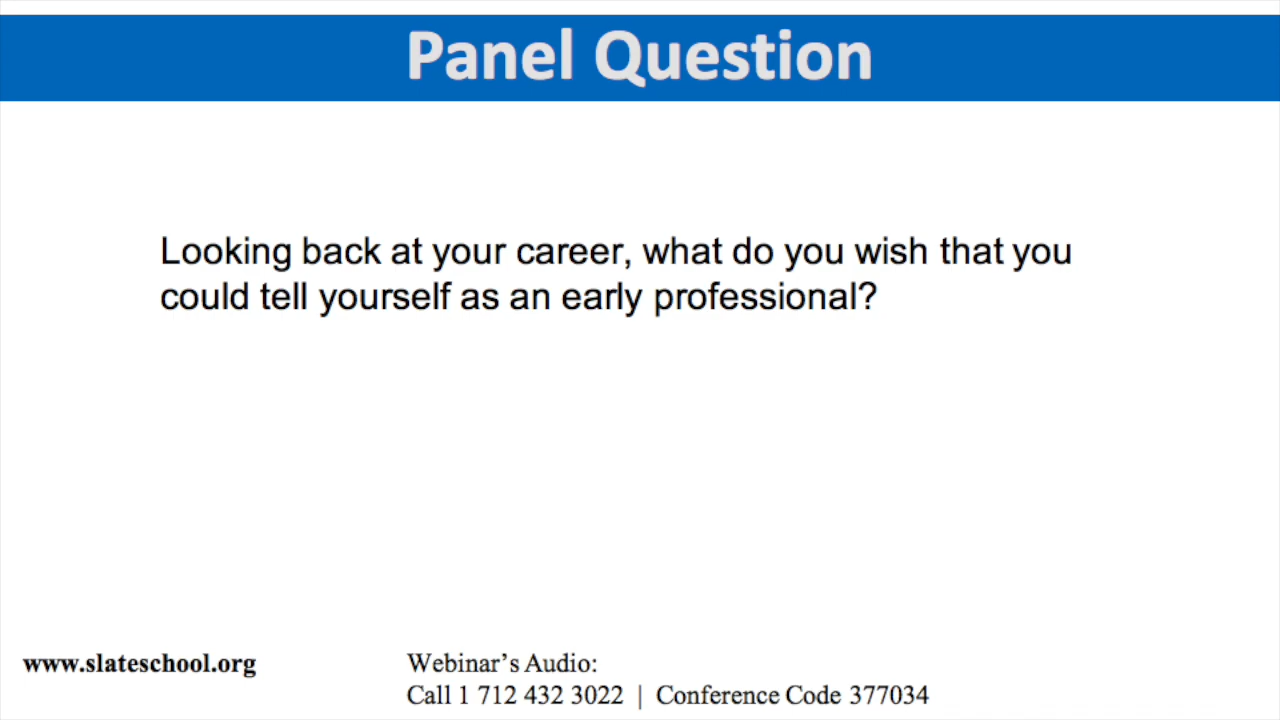 Panel Question
Looking back at your career, what do you wish that you
could tell yourself as an early professional?
www.slateschool.org
Webinar’s Audio:
Call 1 712 432 3022 | Conference Code 377034